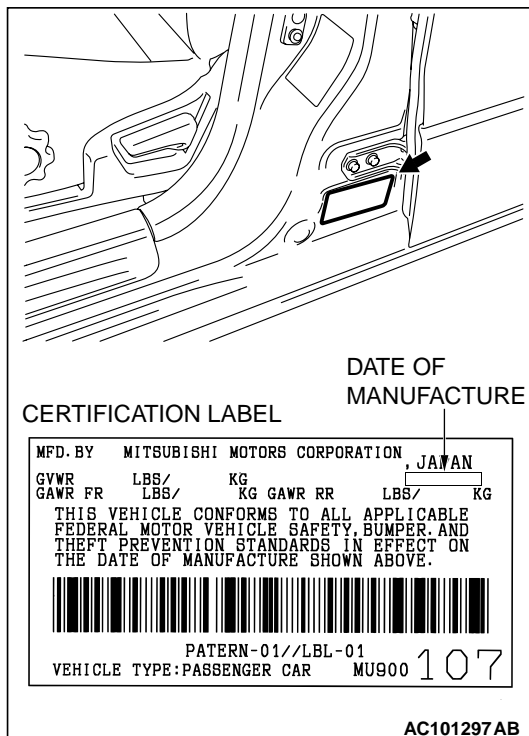 DATE OF
MANUFACTURE
CERTIFICATION LABEL
MFD. BY MITSUBISHI MOTORS CORPORATION, JAPAN
GVWR LBS/ KG
GAWR FR LBS/ KG GAWR RR LBS/ KG
THIS VEHICLE CONFORMS TO ALL APPLICABLE
FEDERAL MOTOR VEHICLE SAFETY, BUMPER. AND
THEFT PREVENTION STANDARDS IN EFFECT ON
THE DATE OF MANUFACTURE SHOWN ABOVE.
PATERN-01//LBL-01
VEHICLE TYPE:PASSENGER CAR MU900 107
AC101297AB